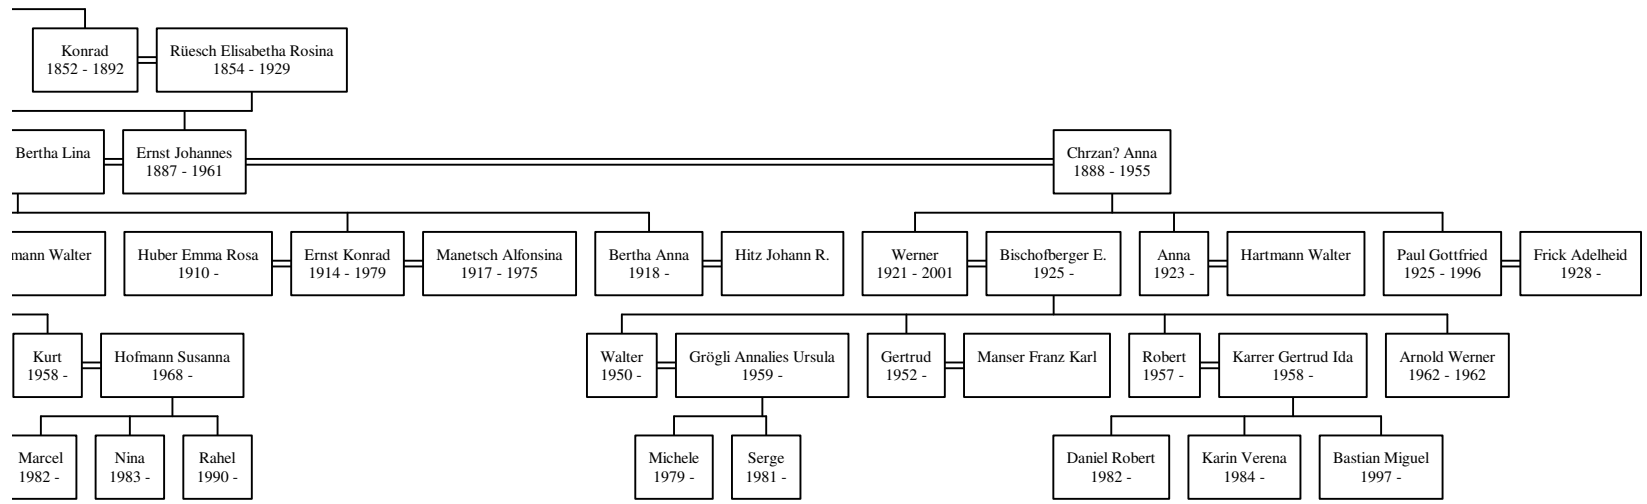 Konrad
1852 - 1892
Rüesch Elisabetha Rosina
1854 - 1929
Bertha Lina
Ernst Johannes
1887 - 1961
Chrzan? Anna
1888 - 1955
mann Walter
Huber Emma Rosa
1910 -
Ernst Konrad
1914 - 1979
Manetsch Alfonsina
1917 - 1975
Bertha Anna
1918 -
Hitz Johann R.
Werner
1921 - 2001
Bischofberger E.
1925 -
Anna
1923 -
Hartmann Walter
Paul Gottfried
1925 - 1996
Frick Adelheid
1928 -
Kurt
1958 -
Hofmann Susanna
1968 -
Walter
1950 -
Grögli Annalies Ursula
1959 -
Gertrud
1952 -
Manser Franz Karl
Robert
1957 -
Karrer Gertrud Ida
1958 -
Arnold Werner
1962 - 1962
Marcel
1982 -
Nina
1983 -
Rahel
1990 -
Michele
1979 -
Serge
1981 -
Daniel Robert
1982 -
Karin Verena
1984 -
Bastian Miguel
1997 -